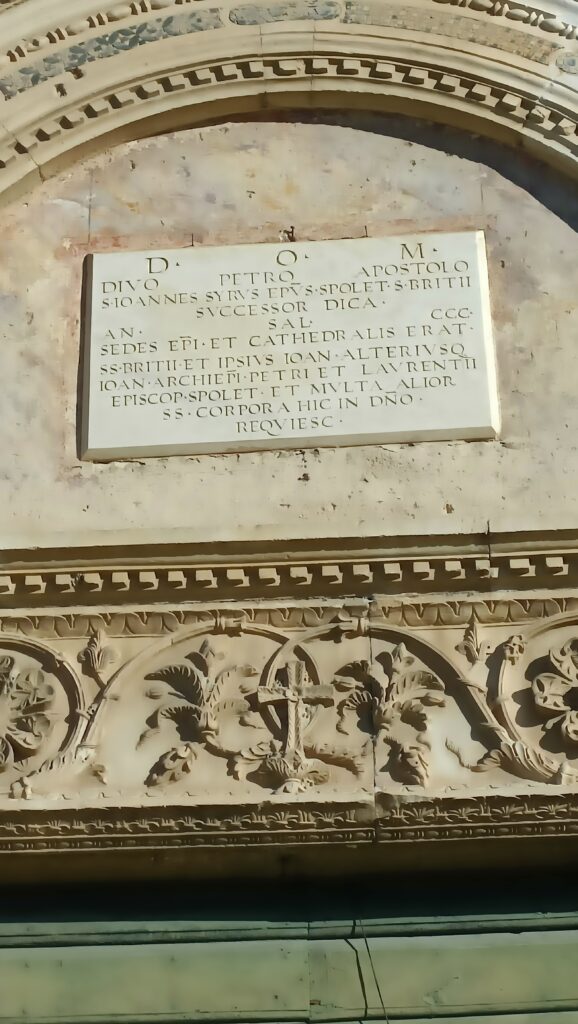 D· O· M·
DIVO PETRO APOSTOLO
S·IOANNES SYRVS EPVS·SPOLET·S·BRITII
SVCCESSOR DICA·
AN· SAL· CCC·
SEDES EPI·ET CATHEDRALIS ERAT·
SS·BRITII ET IPSIVS IOAN·ALTERIVSQ
IOAN·ARCHIEPI·PETRI ET LAVRENTII
EPISCOP·SPOLET·ET MVLTA ALIOR
SS·CORPORA HIC IN DÑO·
REQVIESC·